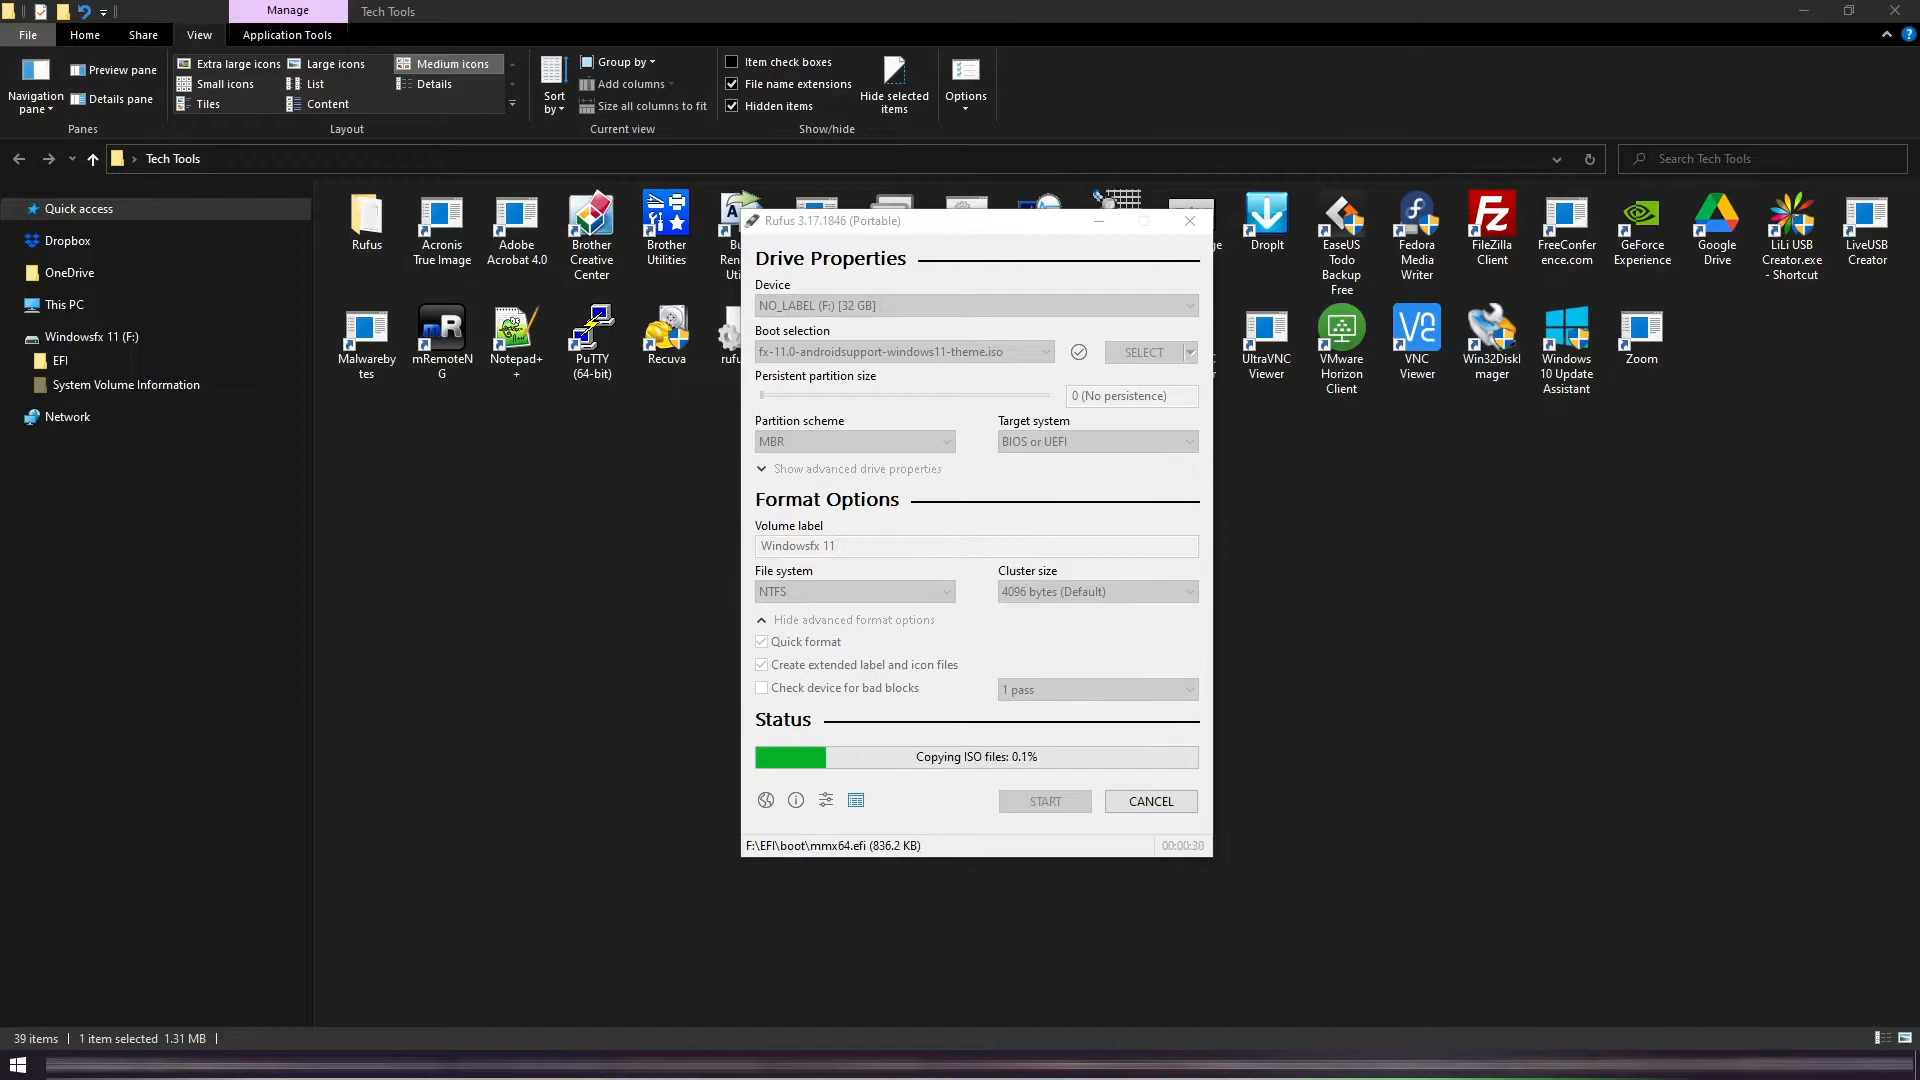 Manage
Tech Tools
File
Home
Share
View
Application Tools
Navigation pane
Preview pane
Details pane
Panes
Extra large icons
Large icons
Medium icons
Small icons
List
Details
Tiles
Content
Layout
Sort by
Group by
Add columns
Size all columns to fit
Current view
Item check boxes
File name extensions
Hidden items
Hide selected items
Show/hide
Options
Tech Tools
Search Tech Tools
Quick access
Dropbox
OneDrive
This PC
Windowsfx 11 (F:)
EFI
System Volume Information
Network
Rufus
Acronis True Image
Adobe Acrobat 4.0
Brother Creative Center
Brother Utilities
DropIt
EaseUS Todo Backup Free
Fedora Media Writer
FileZilla Client
FreeConference.com
GeForce Experience
Google Drive
LiLi USB Creator.exe - Shortcut
LiveUSB Creator
Malwarebytes
mRemoteNG
Notepad++
PuTTY (64-bit)
Recuva
UltraVNC Viewer
VMware Horizon Client
VNC Viewer
Win32DiskImager
Windows 10 Update Assistant
Zoom
Rufus 3.17.1846 (Portable)
Drive Properties
Device
NO_LABEL (F:) [32 GB]
Boot selection
fx-11.0-androidsupport-windows11-theme.iso
SELECT
Persistent partition size
0 (No persistence)
Partition scheme
Target system
MBR
BIOS or UEFI
Show advanced drive properties
Format Options
Volume label
Windowsfx 11
File system
Cluster size
NTFS
4096 bytes (Default)
Hide advanced format options
Quick format
Create extended label and icon files
Check device for bad blocks
1 pass
Status
Copying ISO files: 0.1%
START
CANCEL
F:\EFI\boot\mmx64.efi (836.2 KB)
00:00:30
39 items
1 item selected 1.31 MB